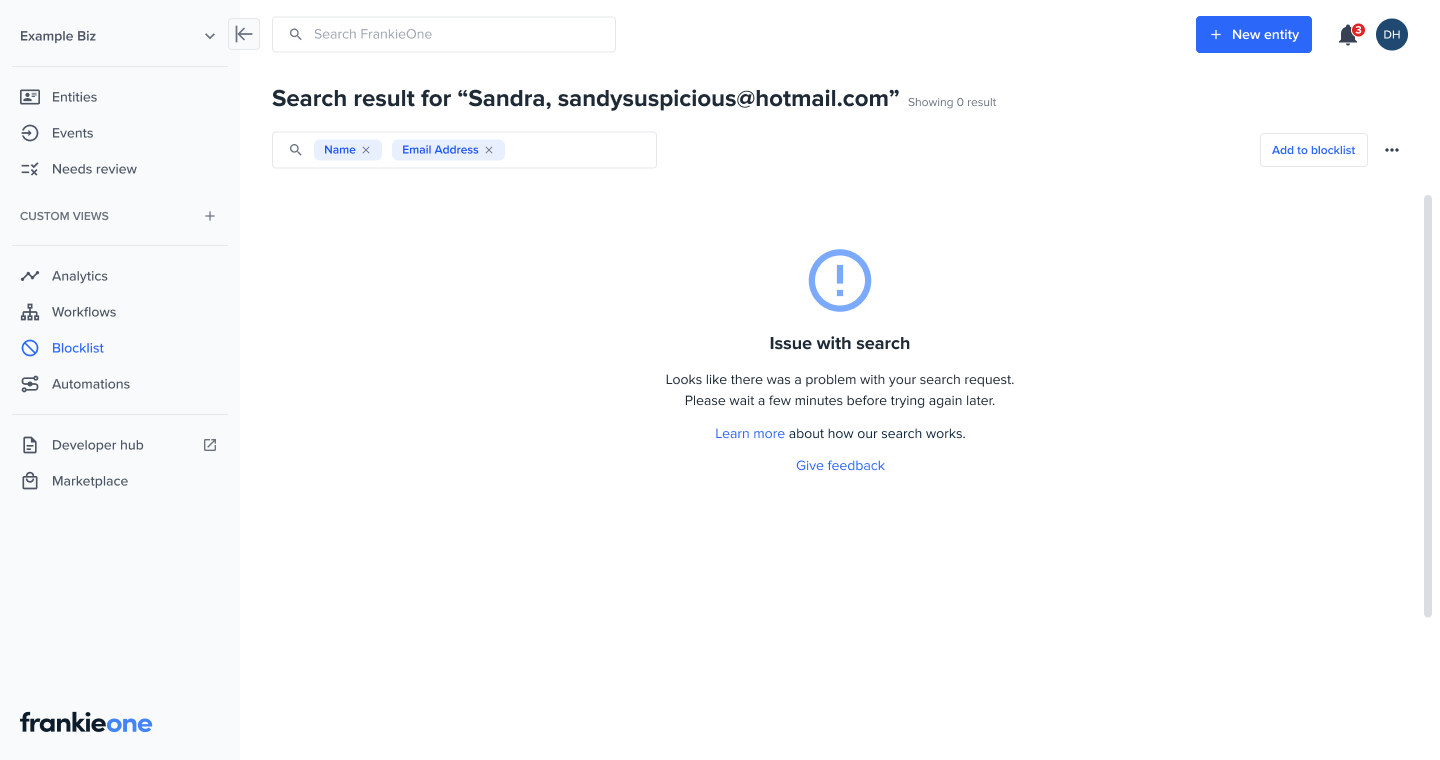 Example Biz
Search FrankieOne
New entity
3
DH
Entities
Events
Needs review
CUSTOM VIEWS
Analytics
Workflows
Blocklist
Automations
Developer hub
Marketplace
frankieone
Search result for “Sandra, sandysuspicious@hotmail.com” Showing 0 result
Name
Email Address
Add to blocklist
Issue with search
Looks like there was a problem with your search request.
Please wait a few minutes before trying again later.
Learn more about how our search works.
Give feedback